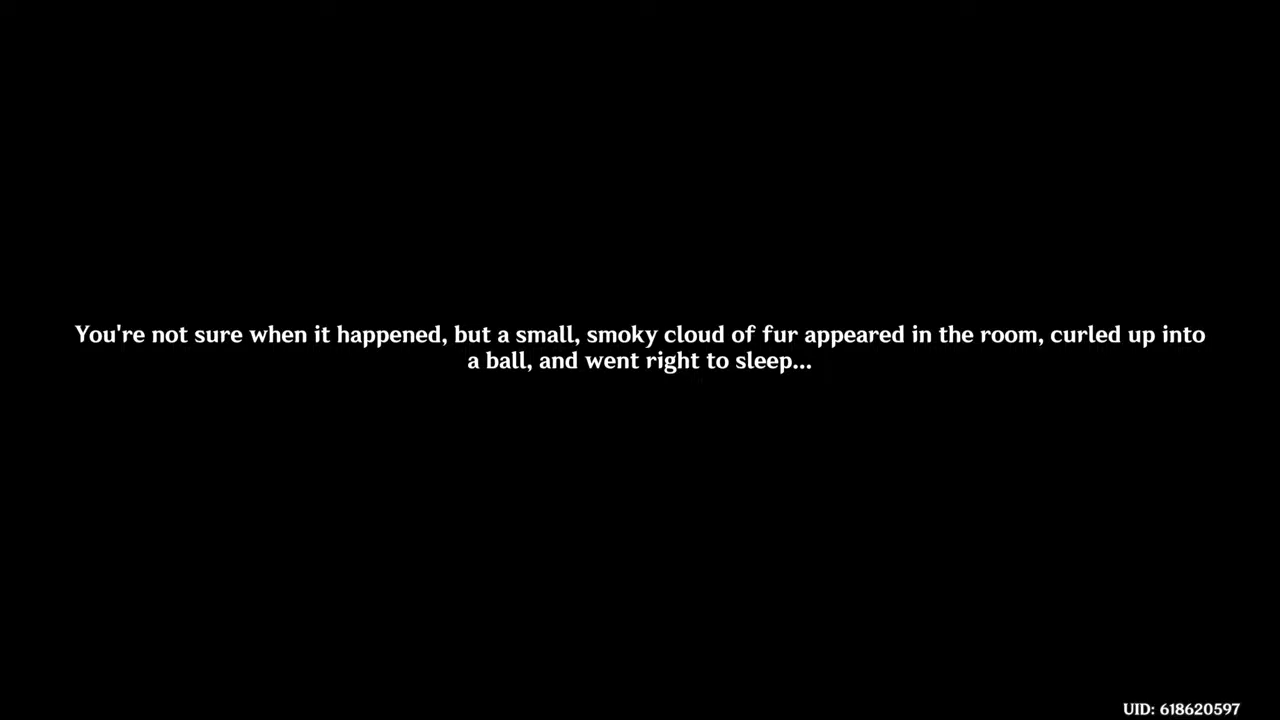 You're not sure when it happened, but a small, smoky cloud of fur appeared in the room, curled up into
a ball, and went right to sleep...
UID: 618620597